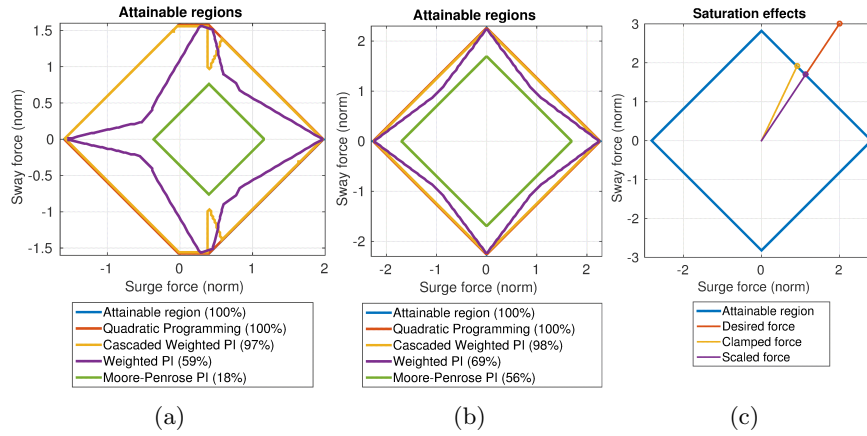 Attainable regions
1.5
1
0.5
0
-0.5
-1
-1.5
Sway force (norm)
-1
0
1
2
Surge force (norm)
Attainable region (100%)
Quadratic Programming (100%)
Cascaded Weighted PI (97%)
Weighted PI (59%)
Moore-Penrose PI (18%)
(a)
Attainable regions
2
1
0
-1
-2
Sway force (norm)
-2
-1
0
1
2
Surge force (norm)
Attainable region (100%)
Quadratic Programming (100%)
Cascaded Weighted PI (98%)
Weighted PI (69%)
Moore-Penrose PI (56%)
(b)
Saturation effects
3
2
1
0
-1
-2
-3
Sway force (norm)
-2
0
2
Surge force (norm)
Attainable region
Desired force
Clamped force
Scaled force
(c)